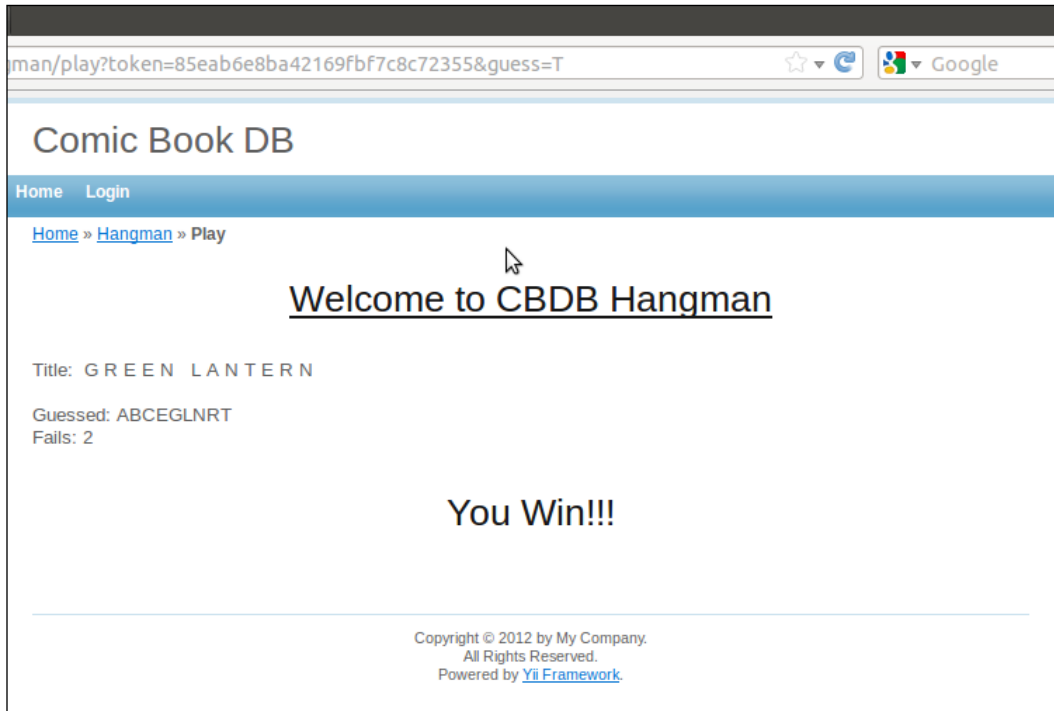 gman/play?token=85eab6e8ba42169fbf7c8c72355&guess=T Google
Comic Book DB
Home Login
Home » Hangman » Play
Welcome to CBDB Hangman
Title: G R E E N L A N T E R N
Guessed: ABCEGLNRT
Fails: 2
You Win!!!
Copyright © 2012 by My Company.
All Rights Reserved.
Powered by Yii Framework.